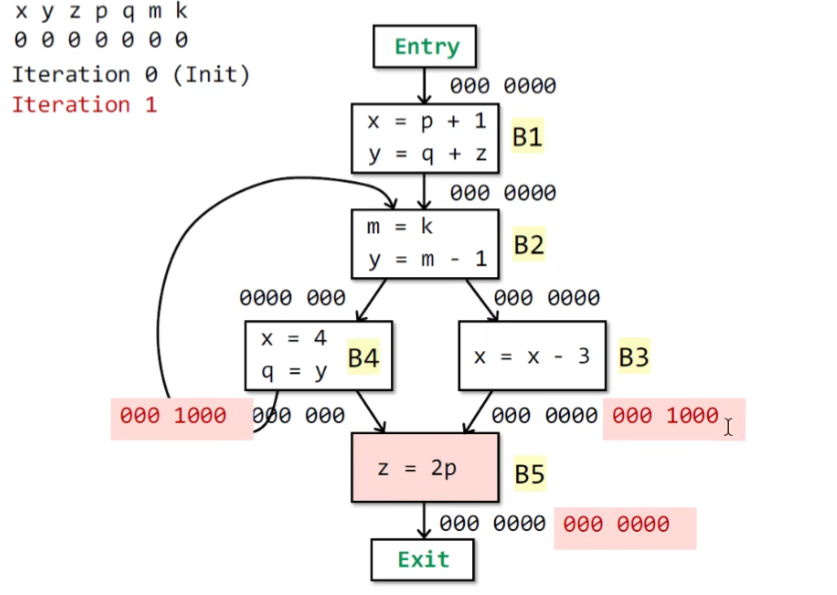 x y z p q m k
0 0 0 0 0 0 0
Iteration 0 (Init)
Iteration 1
Entry
000 0000
x = p + 1
y = q + z
B1
000 0000
m = k
y = m - 1
B2
0000 000
000 0000
x = 4
q = y
B4
x = x - 3
B3
000 1000
000 000
000 0000
000 1000
z = 2p
B5
000 0000
000 0000
Exit